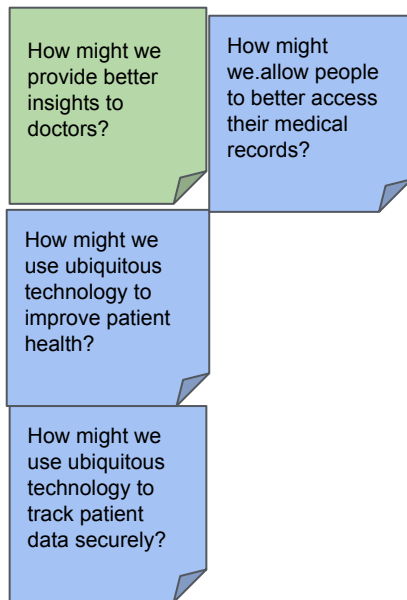 How might we
provide better
insights to
doctors?
How might
we.allow people
to better access
their medical
records?
How might we
use ubiquitous
technology to
improve patient
health?
How might we
use ubiquitous
technology to
track patient
data securely?